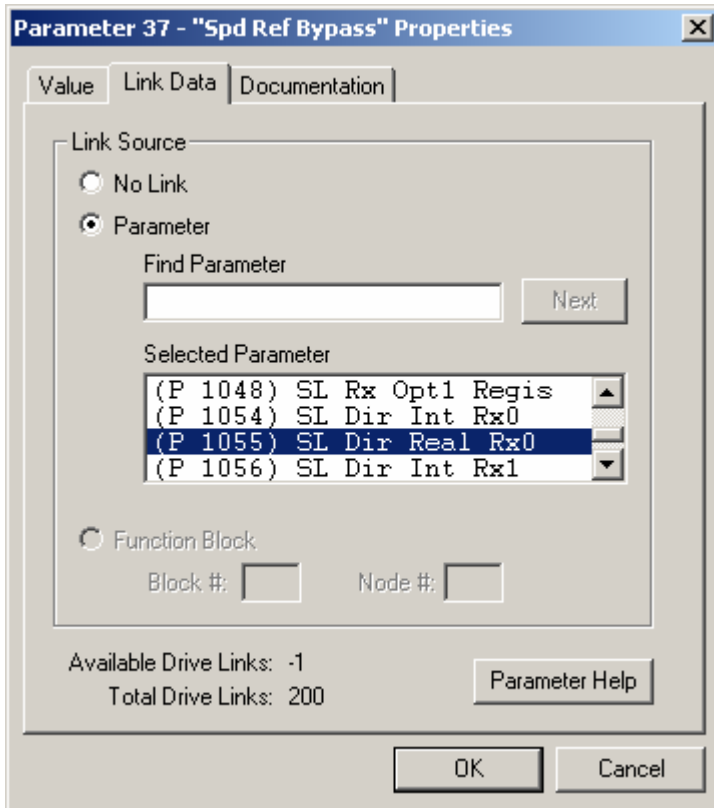 Parameter 37 - "Spd Ref Bypass" Properties
Value Link Data Documentation
Link Source
No Link
Parameter
Find Parameter
Next
Selected Parameter
(P 1048) SL Rx Opt1 Regis
(P 1054) SL Dir Int Rx0
(P 1055) SL Dir Real Rx0
(P 1056) SL Dir Int Rx1
Function Block
Block #: Node #:
Available Drive Links: -1
Total Drive Links: 200
Parameter Help
OK Cancel